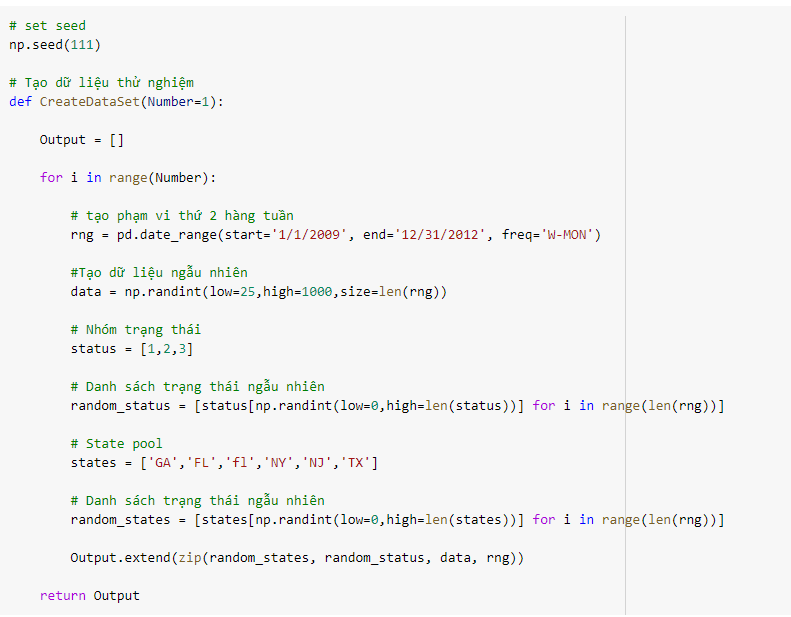 # set seed
np.seed(111)
# Tạo dữ liệu thử nghiệm
def CreateDataSet(Number=1):
    Output = []
    for i in range(Number):
        # tạo phạm vi thứ 2 hàng tuần
        rng = pd.date_range(start='1/1/2009', end='12/31/2012', freq='W-MON')
        #Tạo dữ liệu ngẫu nhiên
        data = np.randint(low=25,high=1000,size=len(rng))
        # Nhóm trạng thái
        status = [1,2,3]
        # Danh sách trạng thái ngẫu nhiên
        random_status = [status[np.randint(low=0,high=len(status))] for i in range(len(rng))]
        # State pool
        states = ['GA','FL','fl','NY','NJ','TX']
        # Danh sách trạng thái ngẫu nhiên
        random_states = [states[np.randint(low=0,high=len(states))] for i in range(len(rng))]
        Output.extend(zip(random_states, random_status, data, rng))
    return Output